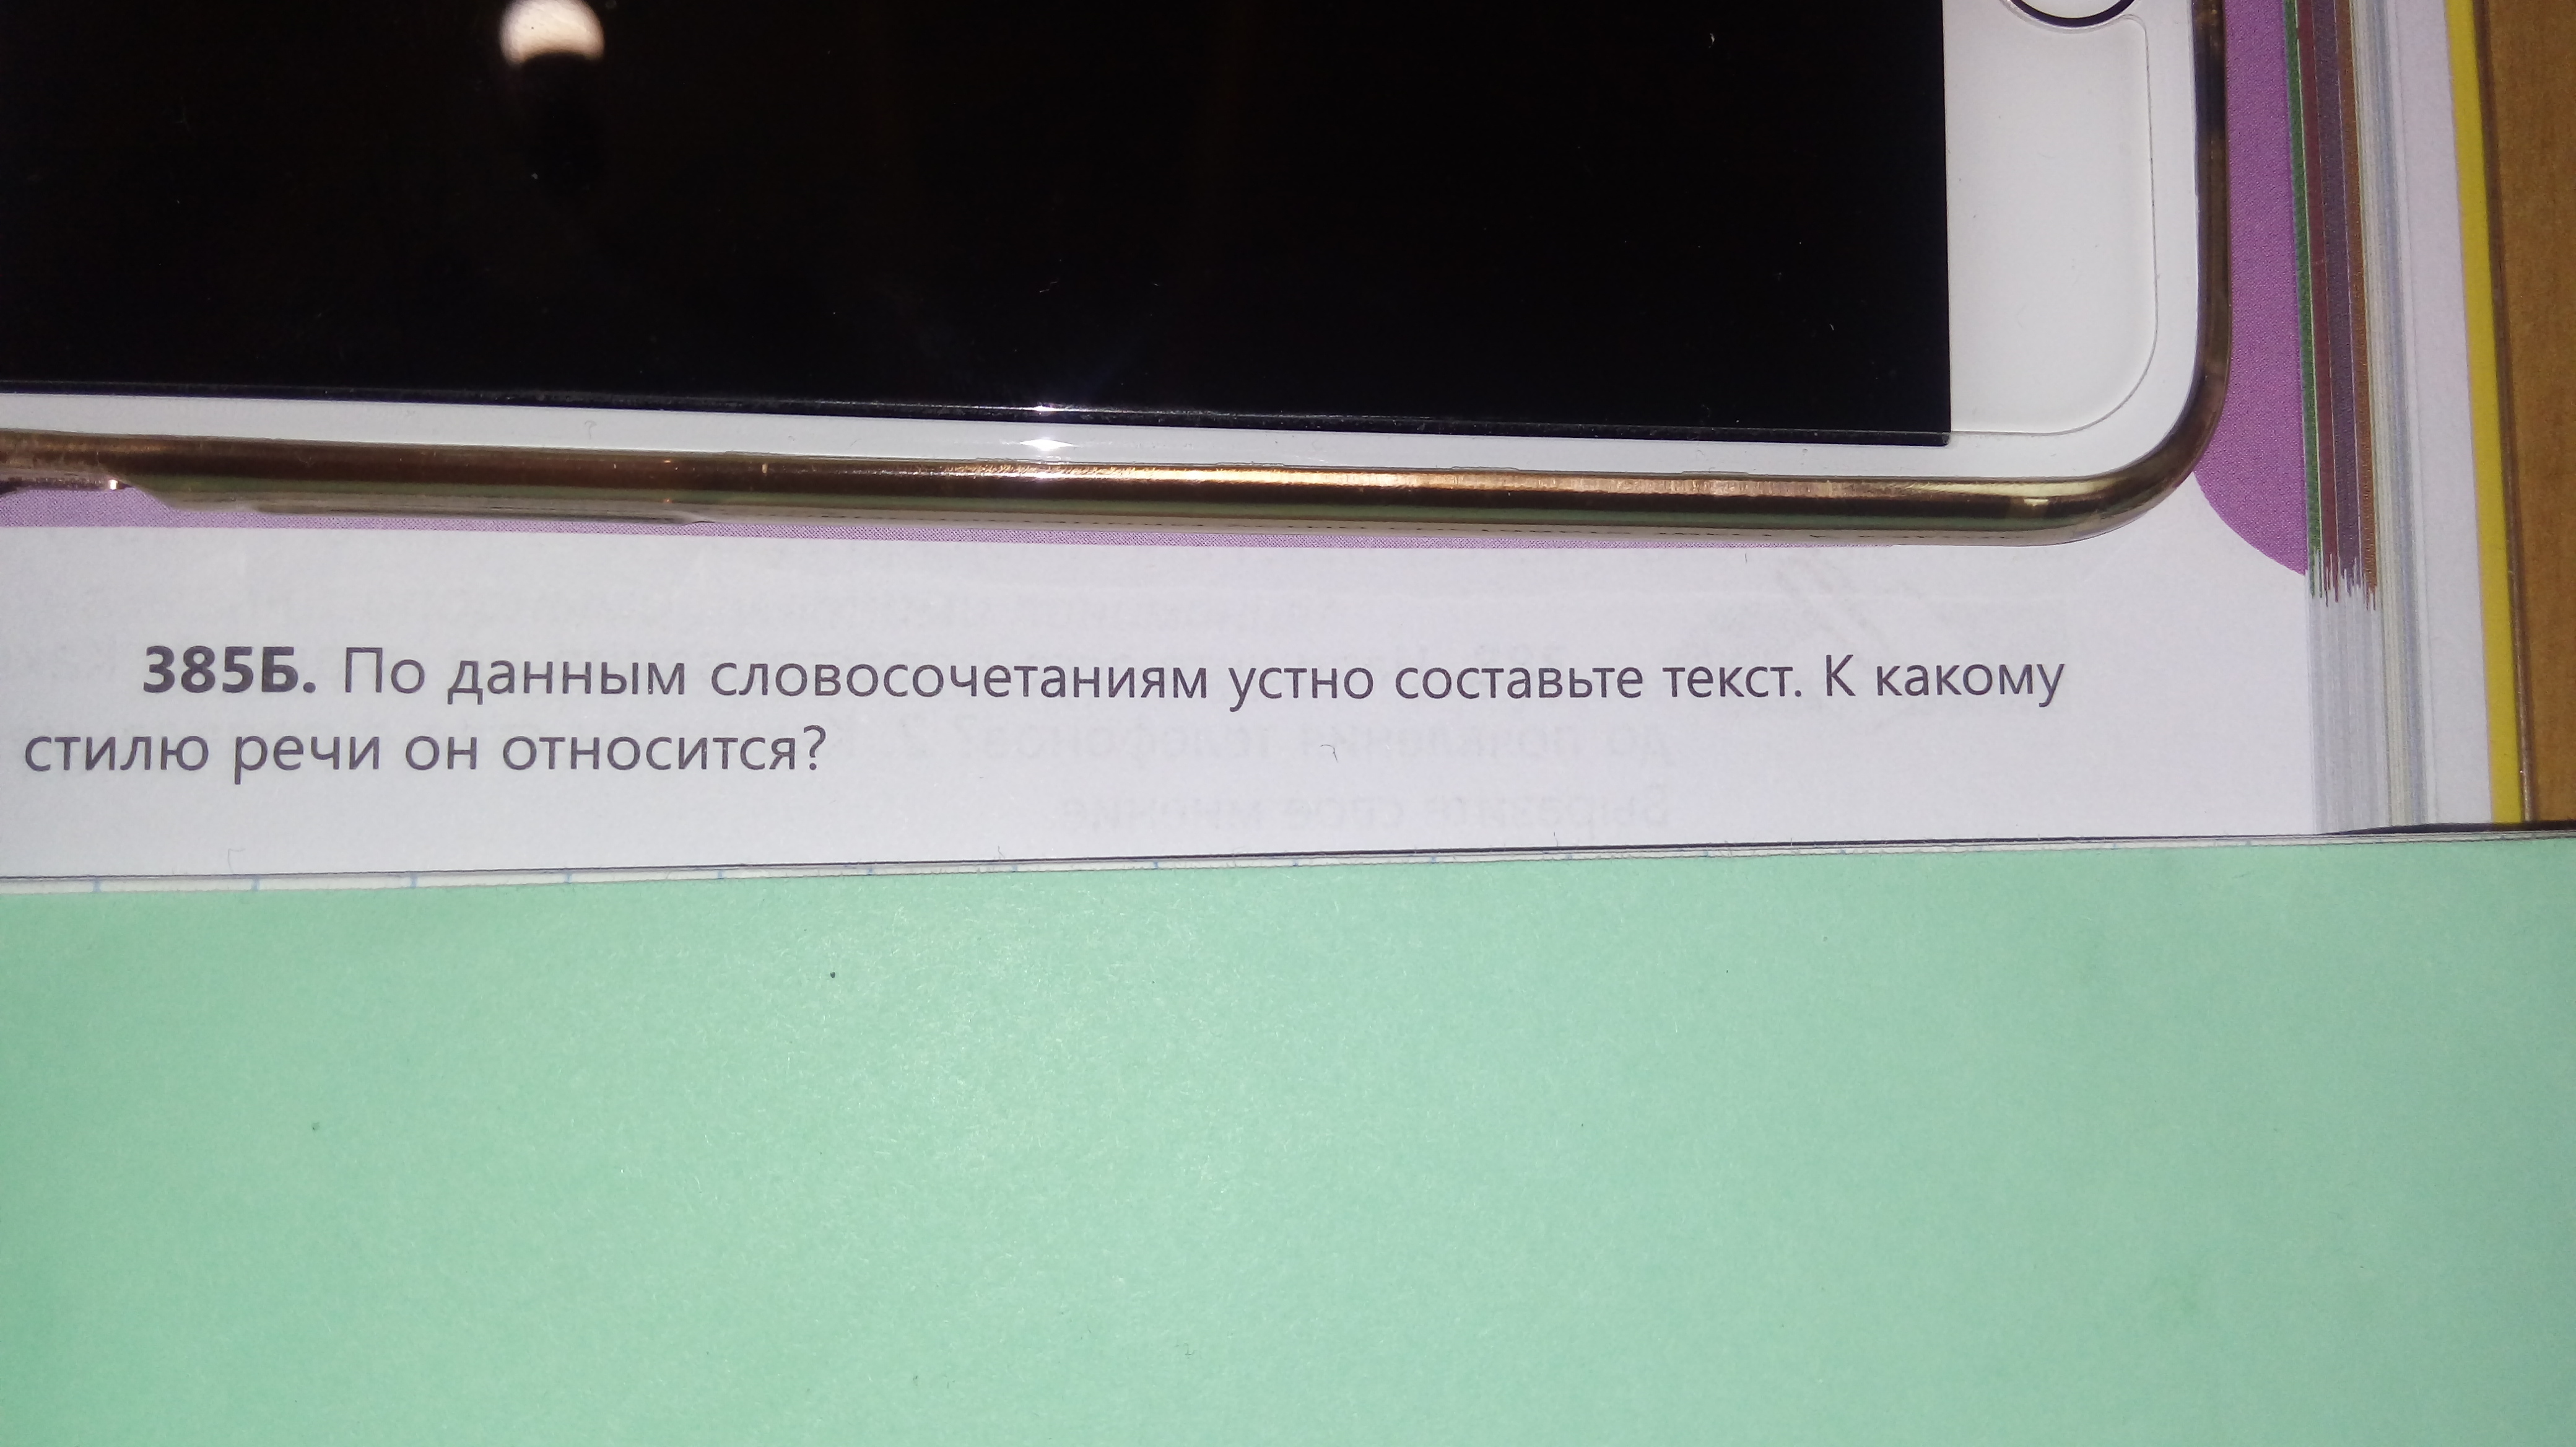 385Б. По данным словосочетаниям устно составьте текст. К какому
стилю речи он относится?